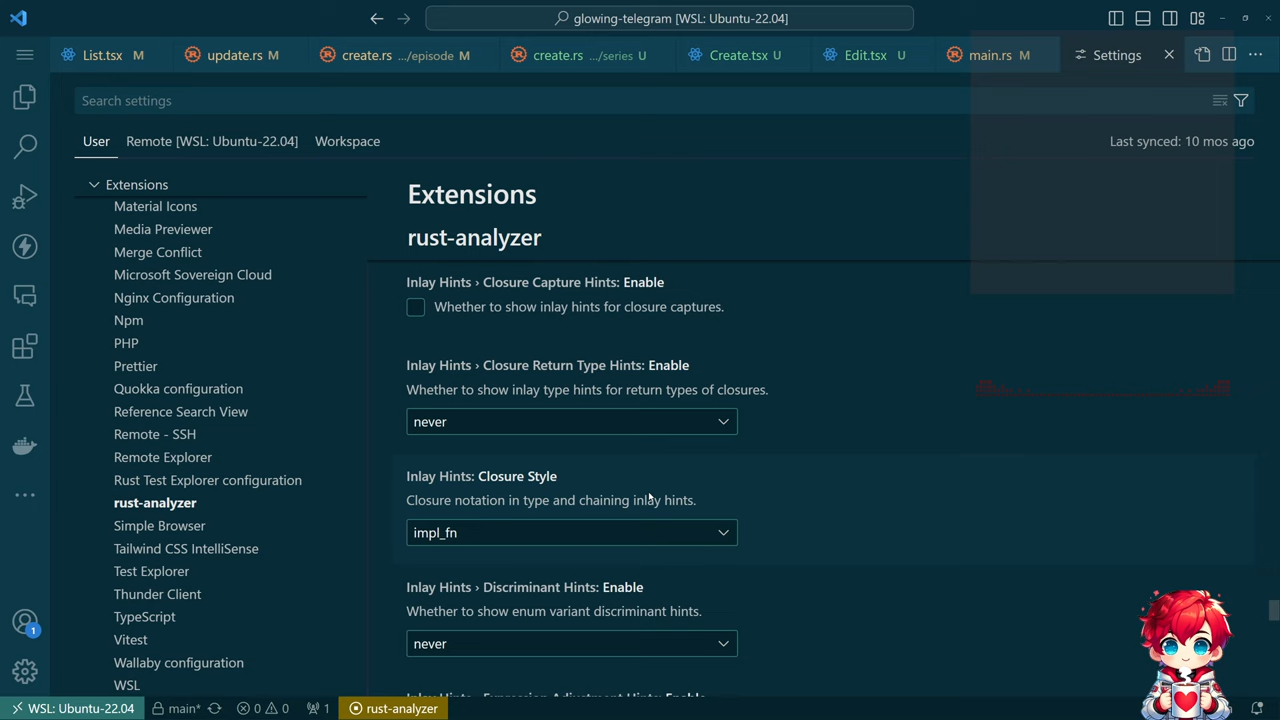 glowing-telegram [WSL: Ubuntu-22.04]
List.tsx M
update.rs M
create.rs .../episode M
create.rs .../series U
Create.tsx U
Edit.tsx U
main.rs M
Settings
Search settings
User Remote [WSL: Ubuntu-22.04] Workspace
Last synced: 10 mos ago
Extensions
Material Icons
Media Previewer
Merge Conflict
Microsoft Sovereign Cloud
Nginx Configuration
Npm
PHP
Prettier
Quokka configuration
Reference Search View
Remote - SSH
Remote Explorer
Rust Test Explorer configuration
rust-analyzer
Simple Browser
Tailwind CSS IntelliSense
Test Explorer
Thunder Client
TypeScript
Vitest
Wallaby configuration
WSL
Extensions
rust-analyzer
Inlay Hints › Closure Capture Hints: Enable
Whether to show inlay hints for closure captures.
Inlay Hints › Closure Return Type Hints: Enable
Whether to show inlay type hints for return types of closures.
never
Inlay Hints: Closure Style
Closure notation in type and chaining inlay hints.
impl_fn
Inlay Hints › Discriminant Hints: Enable
Whether to show enum variant discriminant hints.
never
Inlay Hints › Expression Adjustment Hints: Enable
1
WSL: Ubuntu-22.04 main* 0 0 1 rust-analyzer